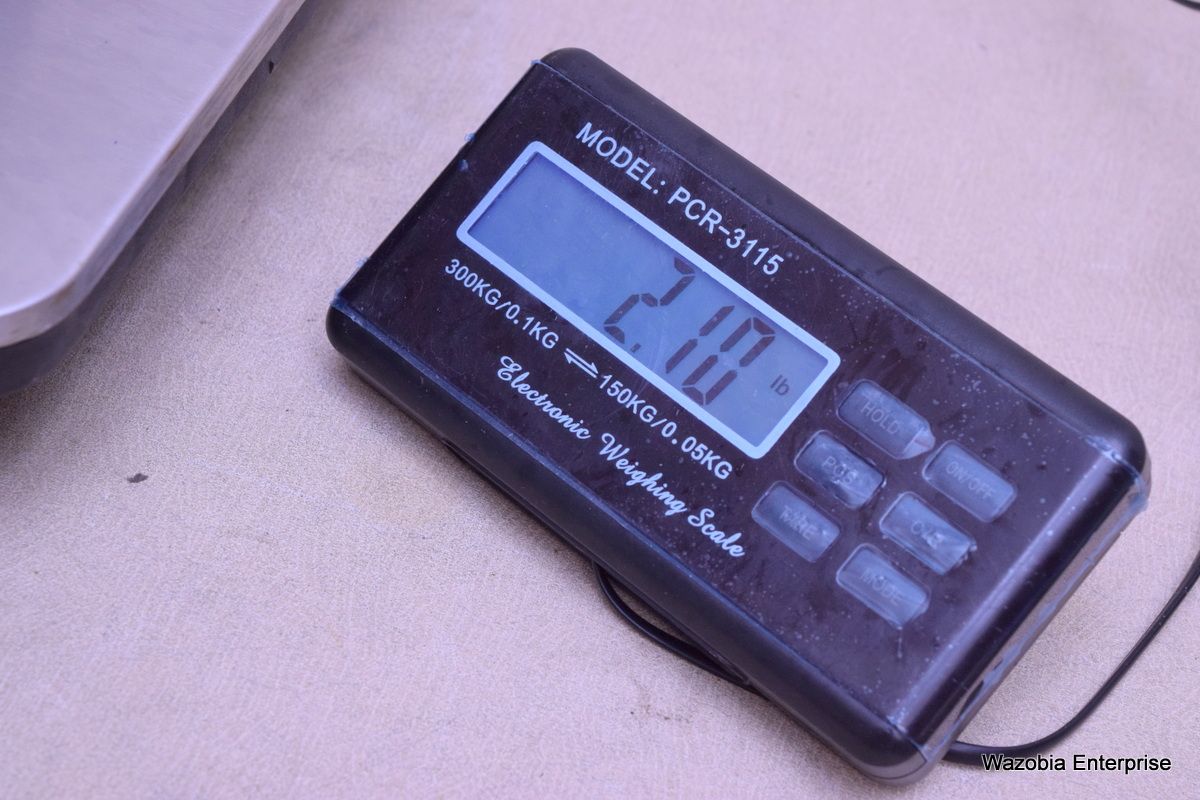 MODEL: PCR-3115
2.10 lb
300KG/0.1KG ⇌ 150KG/0.05KG
Electronic Weighing Scale
HOLD
ON/OFF
PCS
TARE
MODE
Wazobia Enterprise